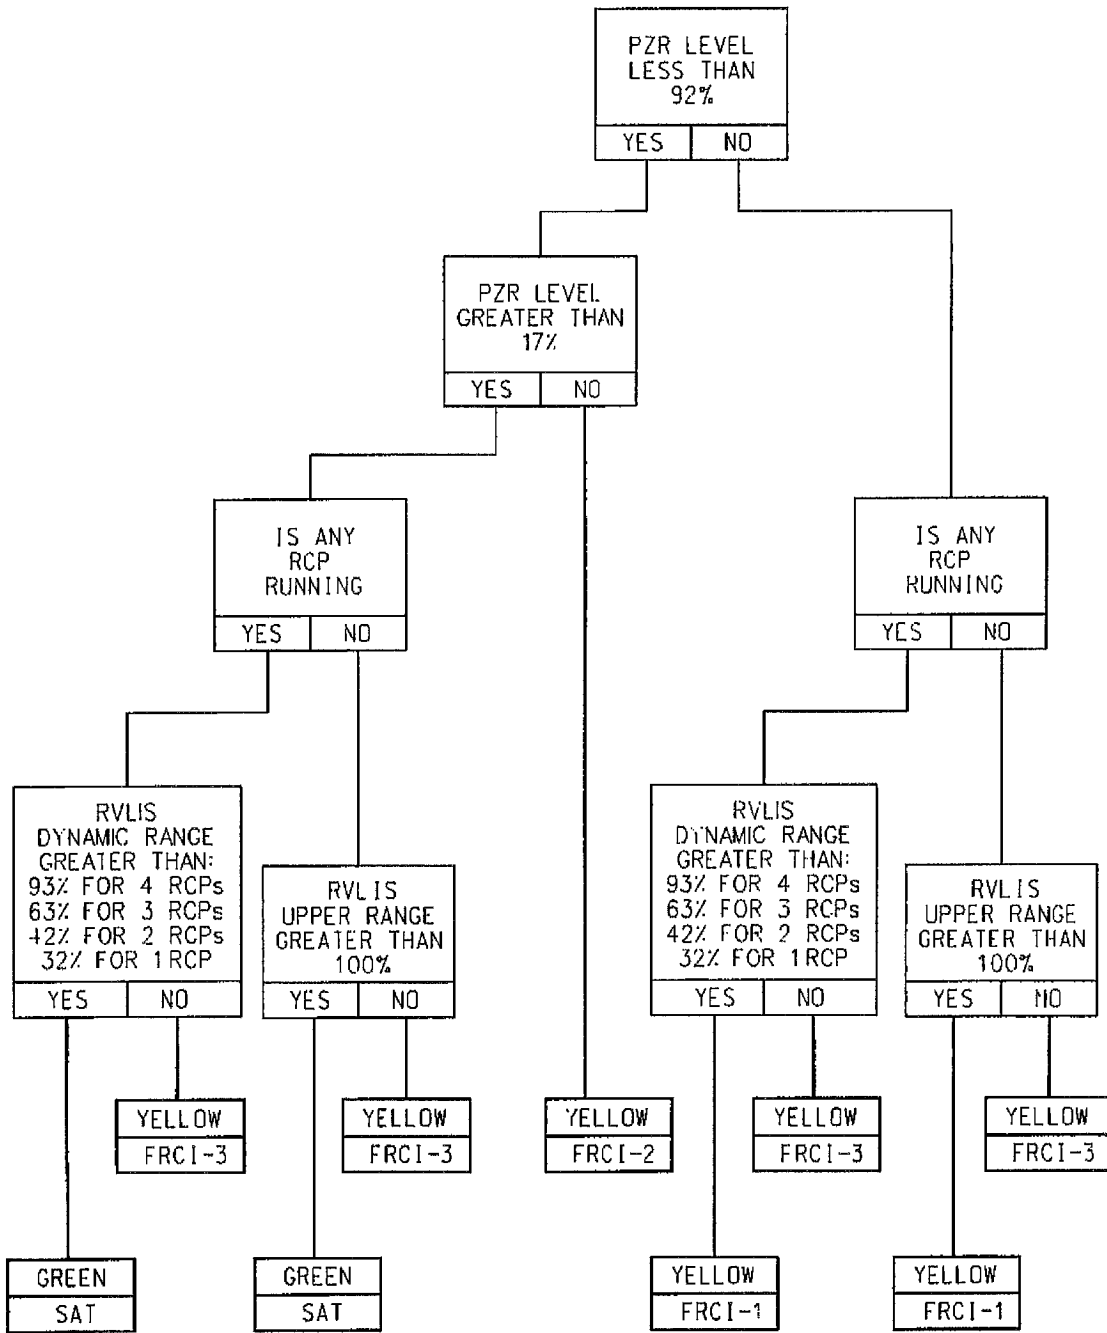 PZR LEVEL
LESS THAN
92%
YES NO
PZR LEVEL
GREATER THAN
17%
YES NO
IS ANY
RCP
RUNNING
YES NO
IS ANY
RCP
RUNNING
YES NO
RVLIS
DYNAMIC RANGE
GREATER THAN:
93% FOR 4 RCPs
63% FOR 3 RCPs
42% FOR 2 RCPs
32% FOR 1 RCP
YES NO
RVLIS
UPPER RANGE
GREATER THAN
100%
YES NO
RVLIS
DYNAMIC RANGE
GREATER THAN:
93% FOR 4 RCPs
63% FOR 3 RCPs
42% FOR 2 RCPs
32% FOR 1 RCP
YES NO
RVLIS
UPPER RANGE
GREATER THAN
100%
YES NO
YELLOW
FRCI-3
YELLOW
FRCI-3
YELLOW
FRCI-2
YELLOW
FRCI-3
YELLOW
FRCI-3
GREEN
SAT
GREEN
SAT
YELLOW
FRCI-1
YELLOW
FRCI-1